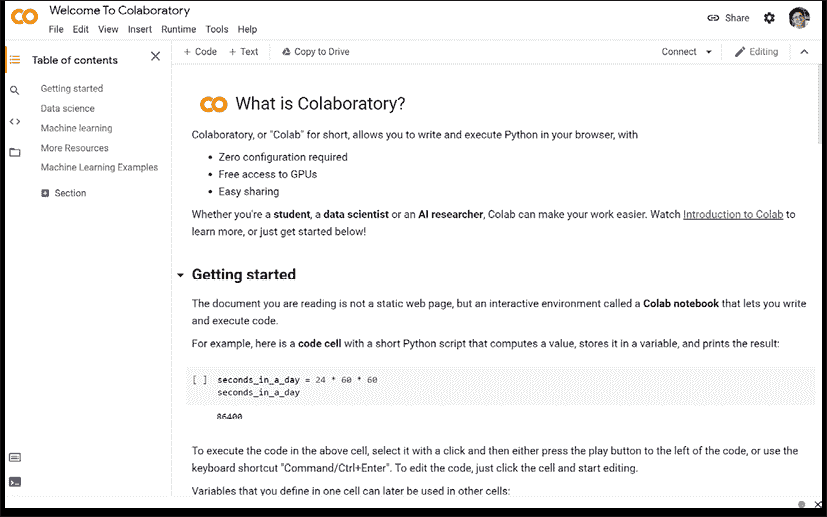 Welcome To Colaboratory
File Edit View Insert Runtime Tools Help
Share
Table of contents
+ Code + Text Copy to Drive
Connect Editing
Getting started
Data science
Machine learning
More Resources
Machine Learning Examples
Section
What is Colaboratory?
Colaboratory, or "Colab" for short, allows you to write and execute Python in your browser, with
• Zero configuration required
• Free access to GPUs
• Easy sharing
Whether you're a student, a data scientist or an AI researcher, Colab can make your work easier. Watch Introduction to Colab to
learn more, or just get started below!
Getting started
The document you are reading is not a static web page, but an interactive environment called a Colab notebook that lets you write
and execute code.
For example, here is a code cell with a short Python script that computes a value, stores it in a variable, and prints the result:
[ ] seconds_in_a_day = 24 * 60 * 60
seconds_in_a_day
86400
To execute the code in the above cell, select it with a click and then either press the play button to the left of the code, or use the
keyboard shortcut "Command/Ctrl+Enter". To edit the code, just click the cell and start editing.
Variables that you define in one cell can later be used in other cells: